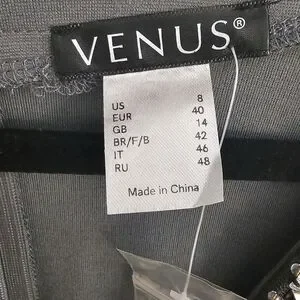 VENUS®
US 8
EUR 40
GB 14
BR/F/B 42
IT 46
RU 48
Made in China